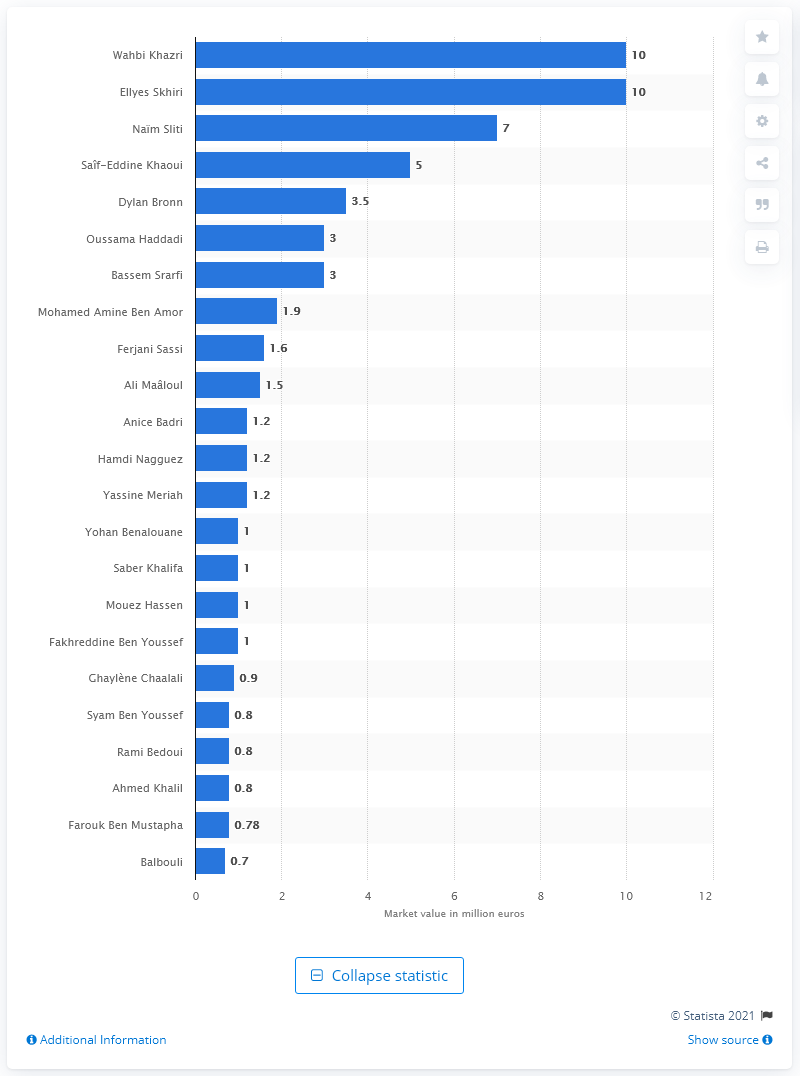 Wahbi Khazri 10
Ellyes Skhiri 10
Naïm Sliti 7
Saîf-Eddine Khaoui 5
Dylan Bronn 3.5
Oussama Haddadi 3
Bassem Srarfi 3
Mohamed Amine Ben Amor 1.9
Ferjani Sassi 1.6
Ali Maâloul 1.5
Anice Badri 1.2
Hamdi Nagguez 1.2
Yassine Meriah 1.2
Yohan Benalouane 1
Saber Khalifa 1
Mouez Hassen 1
Fakhreddine Ben Youssef 1
Ghaylène Chaalali 0.9
Syam Ben Youssef 0.8
Rami Bedoui 0.8
Ahmed Khalil 0.8
Farouk Ben Mustapha 0.78
Balbouli 0.7
0 2 4 6 8 10 12
Market value in million euros
Collapse statistic
© Statista 2021
Additional Information Show source